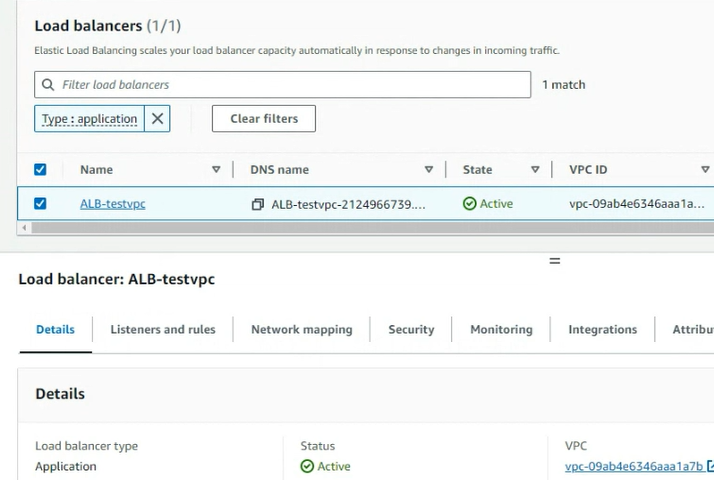 Load balancers (1/1)
Elastic Load Balancing scales your load balancer capacity automatically in response to changes in incoming traffic.
Filter load balancers
1 match
Type : application
Clear filters
Name DNS name State VPC ID
ALB-testvpc ALB-testvpc-2124966739.... Active vpc-09ab4e6346aaa1a...
Load balancer: ALB-testvpc
Details Listeners and rules Network mapping Security Monitoring Integrations Attribu
Details
Load balancer type Status VPC
Application Active vpc-09ab4e6346aaa1a7b